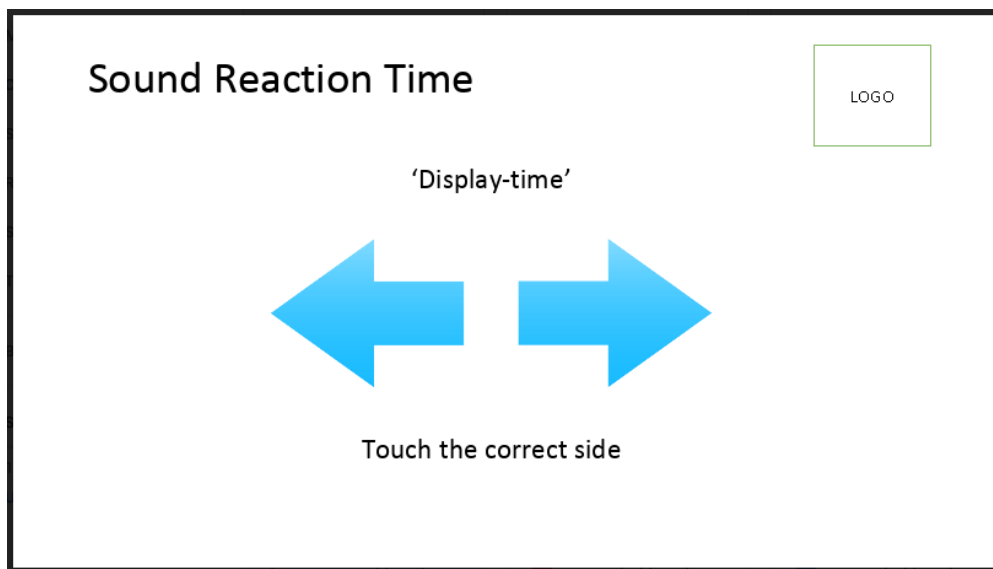 Sound Reaction Time
LOGO
‘Display-time’
Touch the correct side